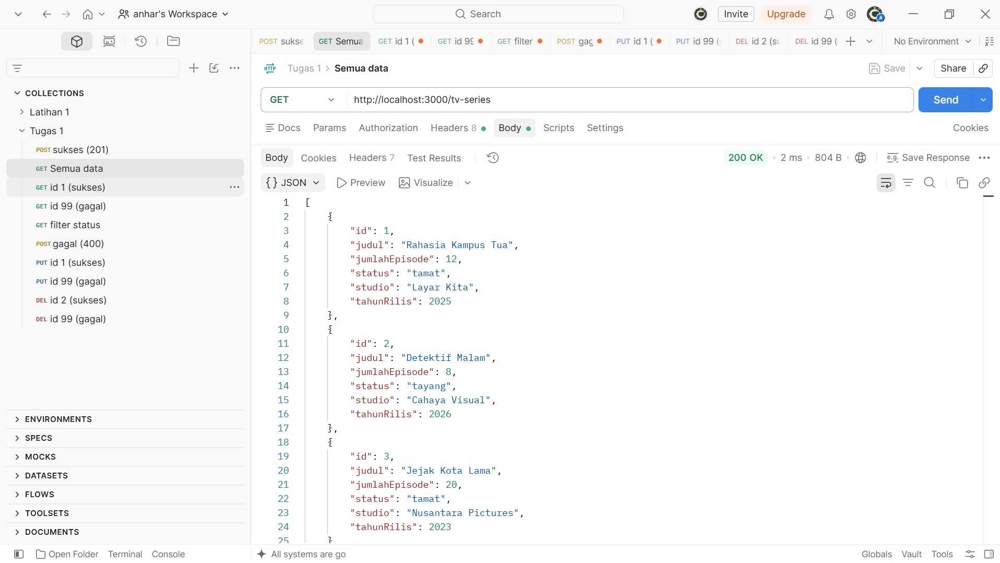 anhar's Workspace
Search
Invite
Upgrade
POST sukse
GET Semua
GET id 1 (
GET id 99
GET filter
POST gag
PUT id 1 (
PUT id 99 (
DEL id 2 (su
DEL id 99 (
No Environment
HTTP
Tugas 1 > Semua data
Save
Share
COLLECTIONS
Latihan 1
Tugas 1
POST sukses (201)
GET Semua data
GET id 1 (sukses)
GET id 99 (gagal)
GET filter status
POST gagal (400)
PUT id 1 (sukses)
PUT id 99 (gagal)
DEL id 2 (sukses)
DEL id 99 (gagal)
ENVIRONMENTS
SPECS
MOCKS
DATASETS
FLOWS
TOOLSETS
DOCUMENTS
GET
http://localhost:3000/tv-series
Send
Docs
Params
Authorization
Headers 8
Body
Scripts
Settings
Cookies
Body
Cookies
Headers 7
Test Results
200 OK
2 ms
804 B
e.g. Save Response
{} JSON
Preview
Visualize
1 [
2 {
3 "id": 1,
4 "judul": "Rahasia Kampus Tua",
5 "jumlahEpisode": 12,
6 "status": "tamat",
7 "studio": "Layar Kita",
8 "tahunRilis": 2025
9 },
10 {
11 "id": 2,
12 "judul": "Detektif Malam",
13 "jumlahEpisode": 8,
14 "status": "tayang",
15 "studio": "Cahaya Visual",
16 "tahunRilis": 2026
17 },
18 {
19 "id": 3,
20 "judul": "Jejak Kota Lama",
21 "jumlahEpisode": 20,
22 "status": "tamat",
23 "studio": "Nusantara Pictures",
24 "tahunRilis": 2023
25 }
Open Folder
Terminal
Console
All systems are go
Globals
Vault
Tools